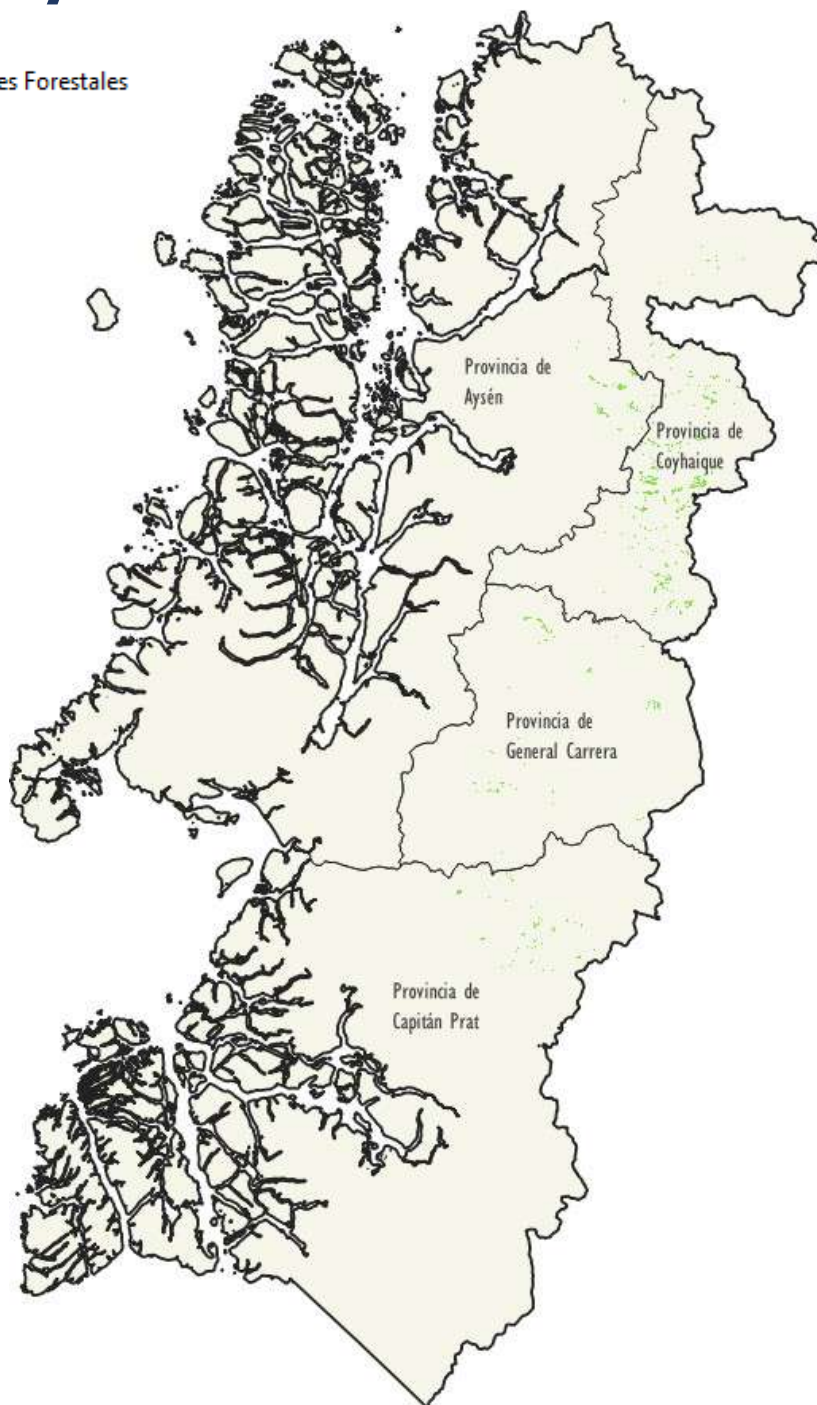 es Forestales
Provincia de
Aysén
Provincia de
Coyhaique
Provincia de
General Carrera
Provincia de
Capitán Prat